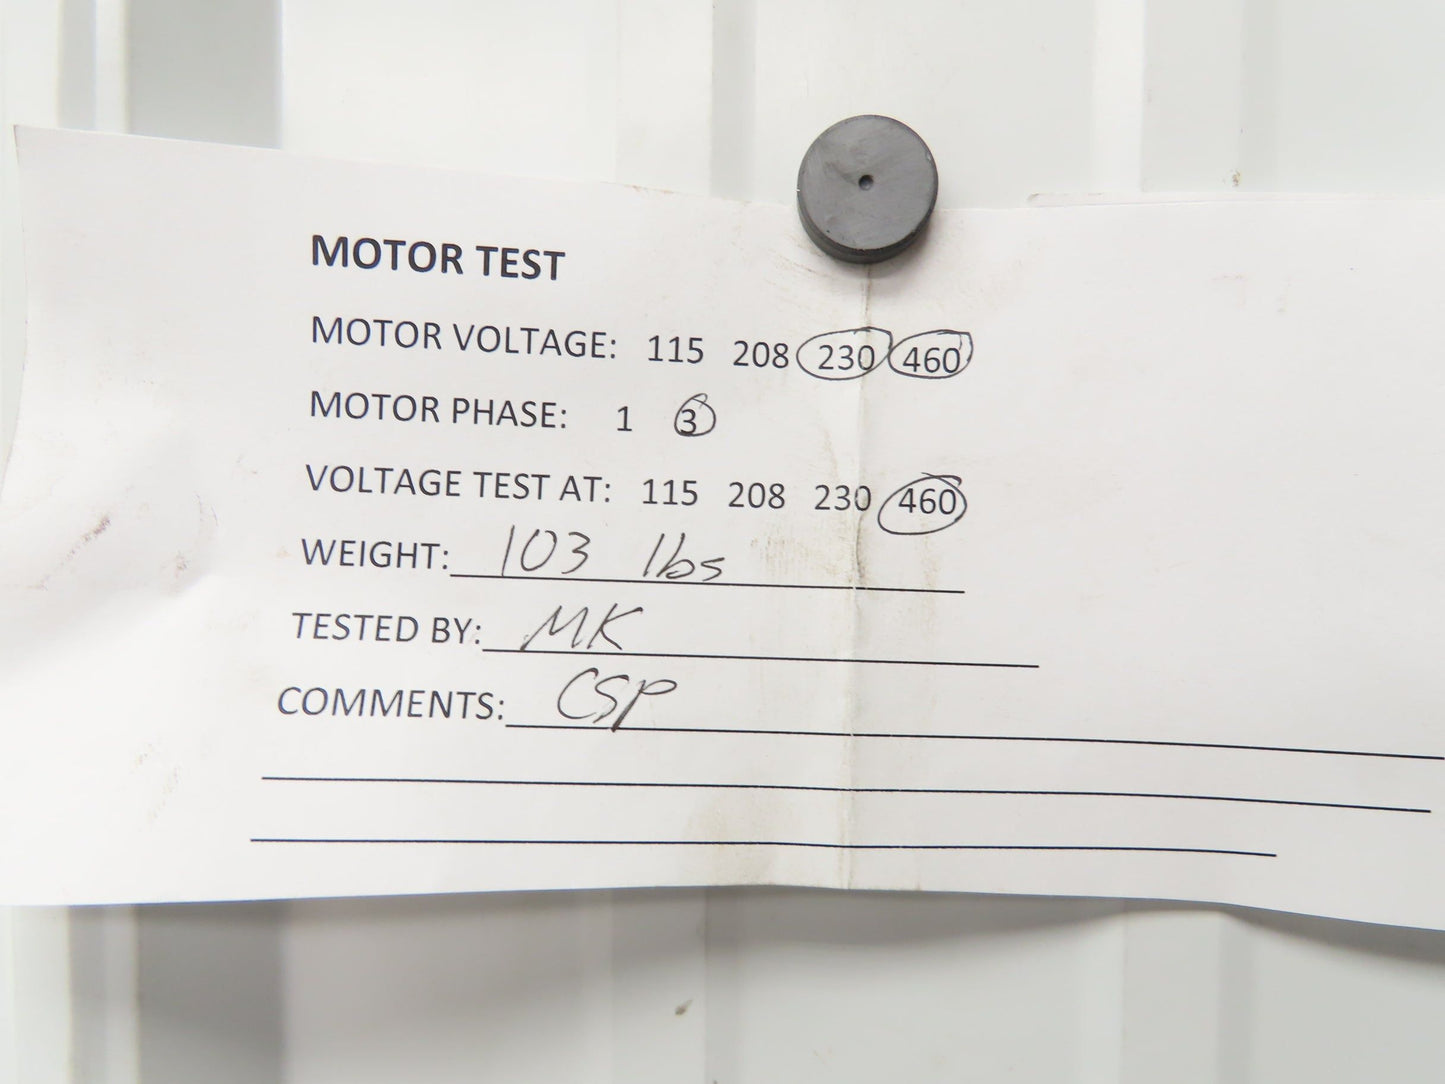 MOTOR TEST
MOTOR VOLTAGE: 115 208 230 460
MOTOR PHASE: 1 3
VOLTAGE TEST AT: 115 208 230 460
WEIGHT: 103 lbs
TESTED BY: MK
COMMENTS: CSP